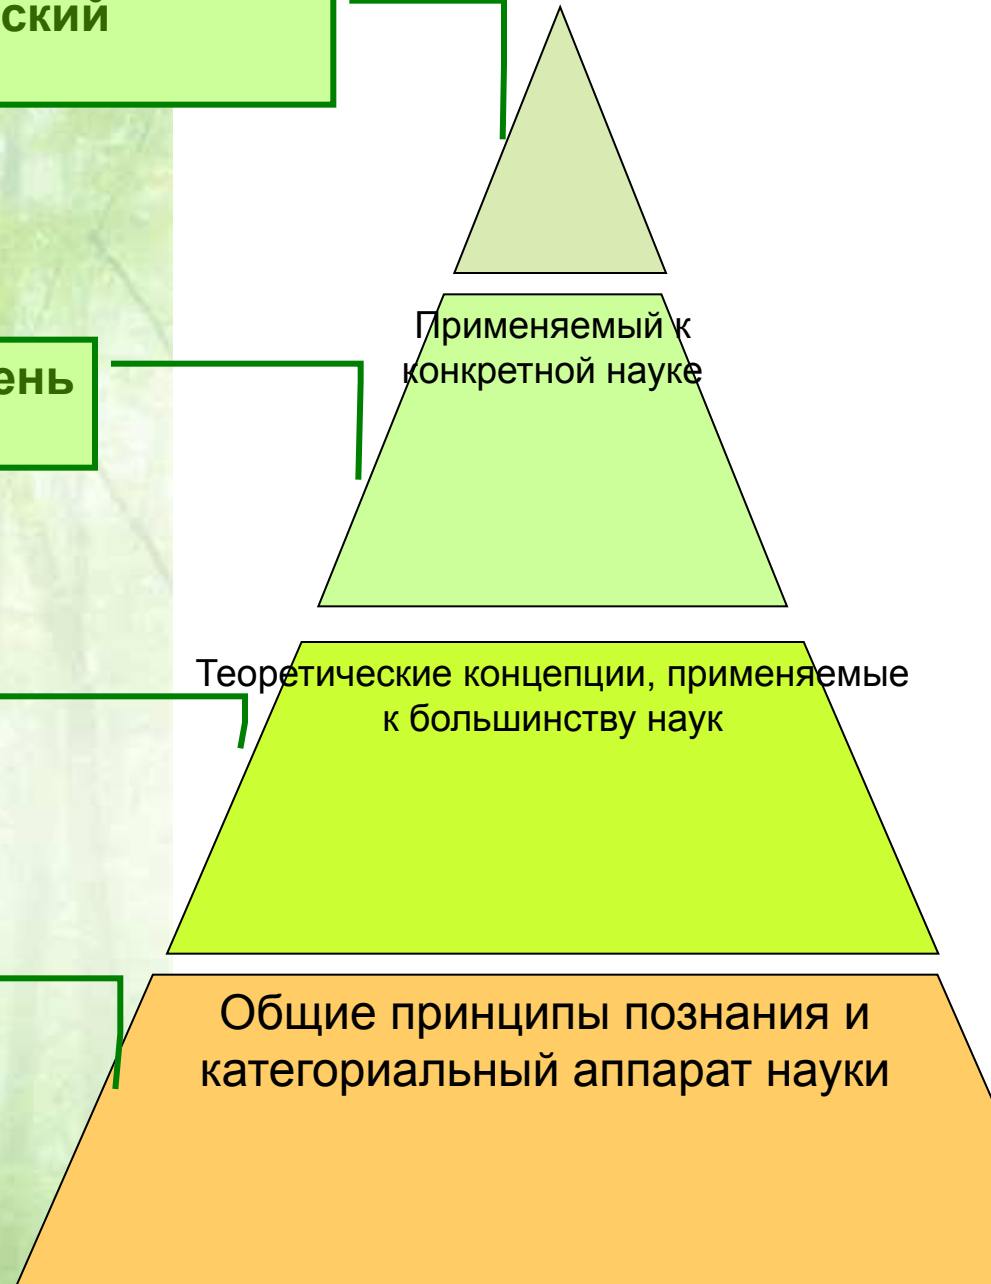 ский
Применяемый к
конкретной науке
ень
Теоретические концепции, применяемые
к большинству наук
Общие принципы познания и
категориальный аппарат науки